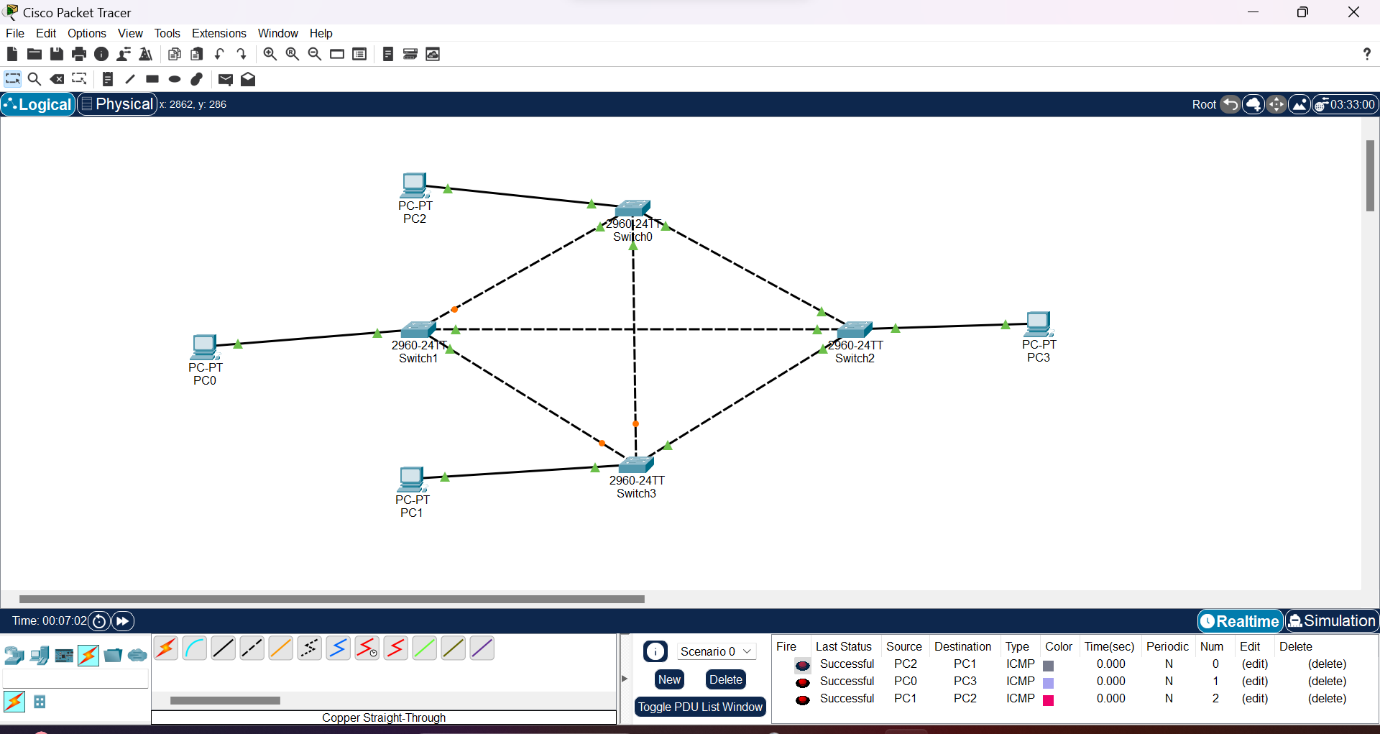 Cisco Packet Tracer
File Edit Options View Tools Extensions Window Help
?
Logical Physical x: 2862, y: 286 Root 03:33:00
PC-PT
PC2
2960-24TT
Switch0
2960-24TT
Switch1
2960-24TT
Switch2
PC-PT
PC3
PC-PT
PC0
2960-24TT
Switch3
PC-PT
PC1
Time: 00:07:02 Realtime Simulation
Scenario 0
New Delete
Toggle PDU List Window
Copper Straight-Through
Fire Last Status Source Destination Type Color Time(sec) Periodic Num Edit Delete
Successful PC2 PC1 ICMP 0.000 N 0 (edit) (delete)
Successful PC0 PC3 ICMP 0.000 N 1 (edit) (delete)
Successful PC1 PC2 ICMP 0.000 N 2 (edit) (delete)